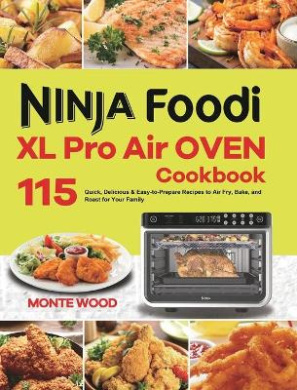 NINJA Foodi
XL Pro Air OVEN
Cookbook
115
Quick, Delicious & Easy-to-Prepare Recipes to Air Fry, Bake, and
Roast for Your Family
MONTE WOOD